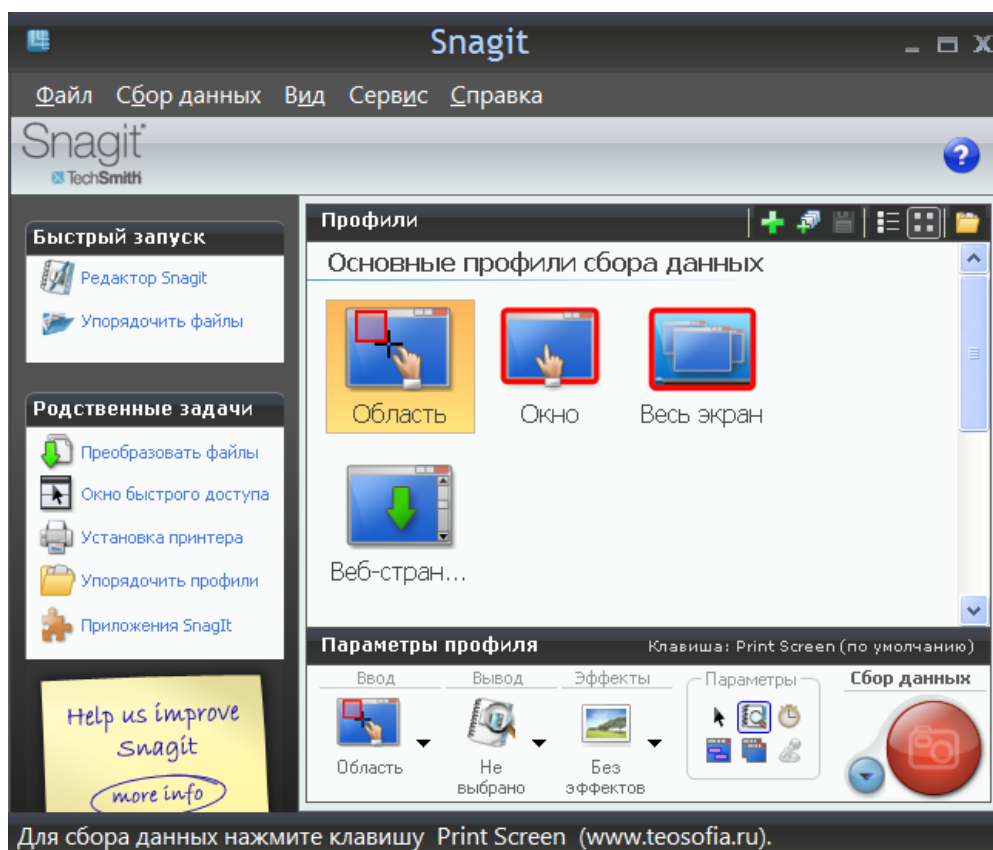 Snagit
Файл Сбор данных Вид Сервис Справка
Snagit
TechSmith
?
Быстрый запуск
Редактор Snagit
Упорядочить файлы
Родственные задачи
Преобразовать файлы
Окно быстрого доступа
Установка принтера
Упорядочить профили
Приложения SnagIt
Help us improve
Snagit
more info
Профили
Основные профили сбора данных
Область Окно Весь экран
Веб-стран...
Параметры профиля Клавиша: Print Screen (по умолчанию)
Ввод Вывод Эффекты Параметры Сбор данных
Область Не Без
выбрано эффектов
Для сбора данных нажмите клавишу Print Screen (www.teosofia.ru).